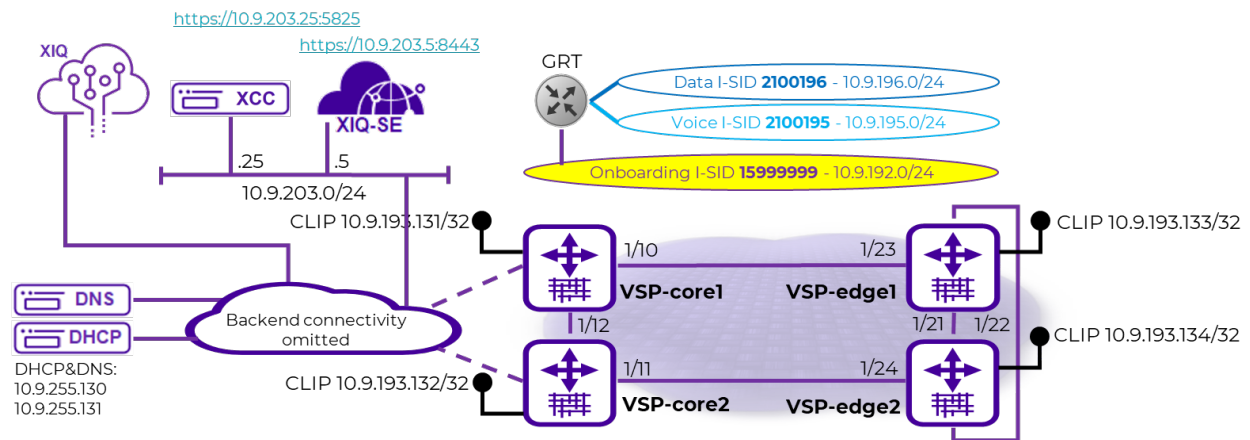 https://10.9.203.25:5825
https://10.9.203.5:8443
XIQ
XCC
XIQ-SE
GRT
Data I-SID 2100196 - 10.9.196.0/24
Voice I-SID 2100195 - 10.9.195.0/24
Onboarding I-SID 15999999 - 10.9.192.0/24
.25
.5
10.9.203.0/24
CLIP 10.9.193.131/32
CLIP 10.9.193.133/32
1/10
1/23
VSP-core1
VSP-edge1
DNS
DHCP
Backend connectivity
omitted
1/12
1/21
1/22
CLIP 10.9.193.134/32
DHCP&DNS:
10.9.255.130
10.9.255.131
CLIP 10.9.193.132/32
1/11
1/24
VSP-core2
VSP-edge2